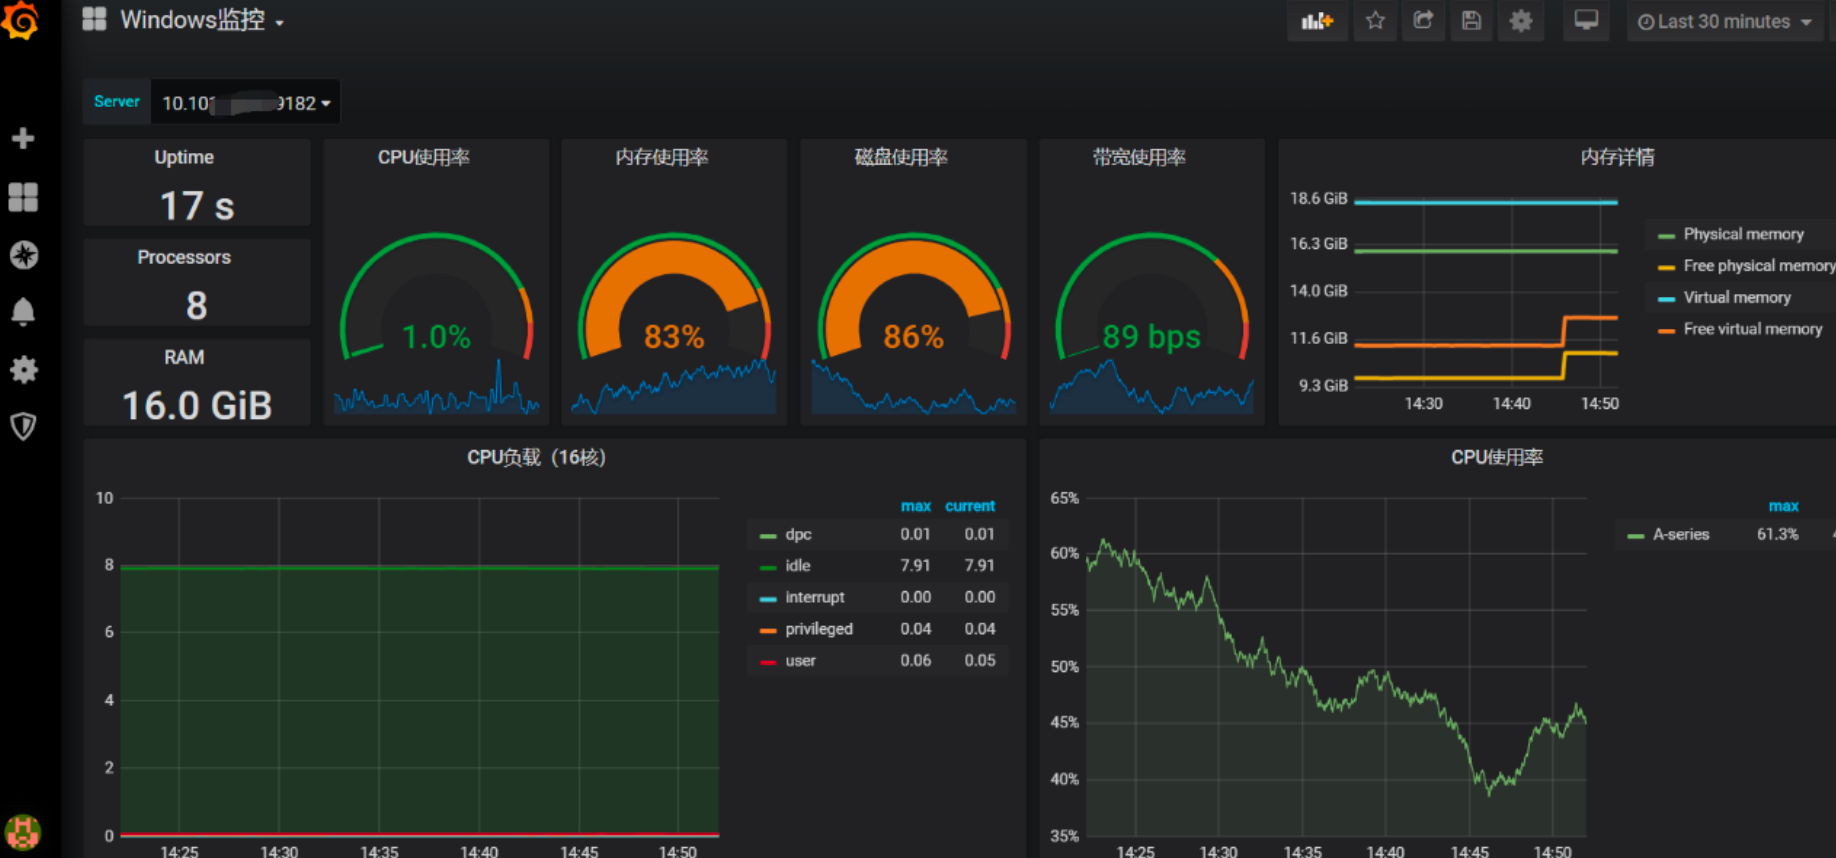 Windows监控
Last 30 minutes
Server
10.10 9182
Uptime
17 s
Processors
8
RAM
16.0 GiB
CPU使用率
1.0%
内存使用率
83%
磁盘使用率
86%
带宽使用率
89 bps
内存详情
18.6 GiB
16.3 GiB
14.0 GiB
11.6 GiB
9.3 GiB
14:30 14:40 14:50
Physical memory
Free physical memory
Virtual memory
Free virtual memory
CPU负载（16核）
10
8
6
4
2
0
14:25 14:30 14:35 14:40 14:45 14:50
max current
dpc 0.01 0.01
idle 7.91 7.91
interrupt 0.00 0.00
privileged 0.04 0.04
user 0.06 0.05
CPU使用率
65%
60%
55%
50%
45%
40%
35%
14:25 14:30 14:35 14:40 14:45 14:50
max
A-series 61.3%